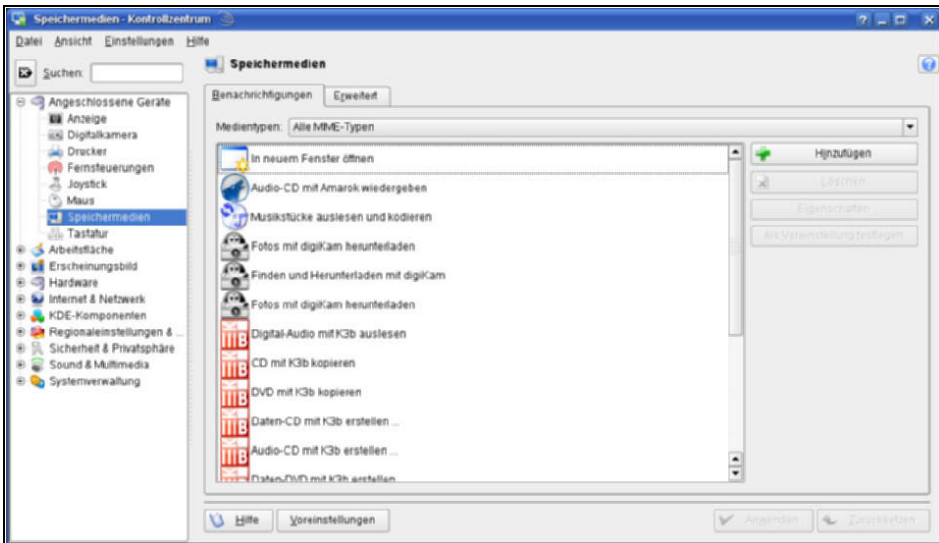 Speichermedien - Kontrollzentrum
Datei Ansicht Einstellungen Hilfe
Suchen:
Angeschlossene Geräte
Anzeige
Digitalkamera
Drucker
Fernsteuerungen
Joystick
Maus
Speichermedien
Tastatur
Arbeitsfläche
Erscheinungsbild
Hardware
Internet & Netzwerk
KDE-Komponenten
Regionaleinstellungen & ...
Sicherheit & Privatsphäre
Sound & Multimedia
Systemverwaltung
Speichermedien
Benachrichtigungen Erweitert
Medientypen: Alle MIME-Typen
In neuem Fenster öffnen
Audio-CD mit Amarok wiedergeben
Musikstücke auslesen und kodieren
Fotos mit digiKam herunterladen
Finden und Herunterladen mit digiKam
Fotos mit digiKam herunterladen
Digital-Audio mit K3b auslesen
CD mit K3b kopieren
DVD mit K3b kopieren
Daten-CD mit K3b erstellen ...
Audio-CD mit K3b erstellen ...
Daten-DVD mit K3b erstellen
Hinzufügen
Löschen
Eigenschaften
Als Voreinstellung festlegen
Hilfe Voreinstellungen Anwenden Zurücksetzen